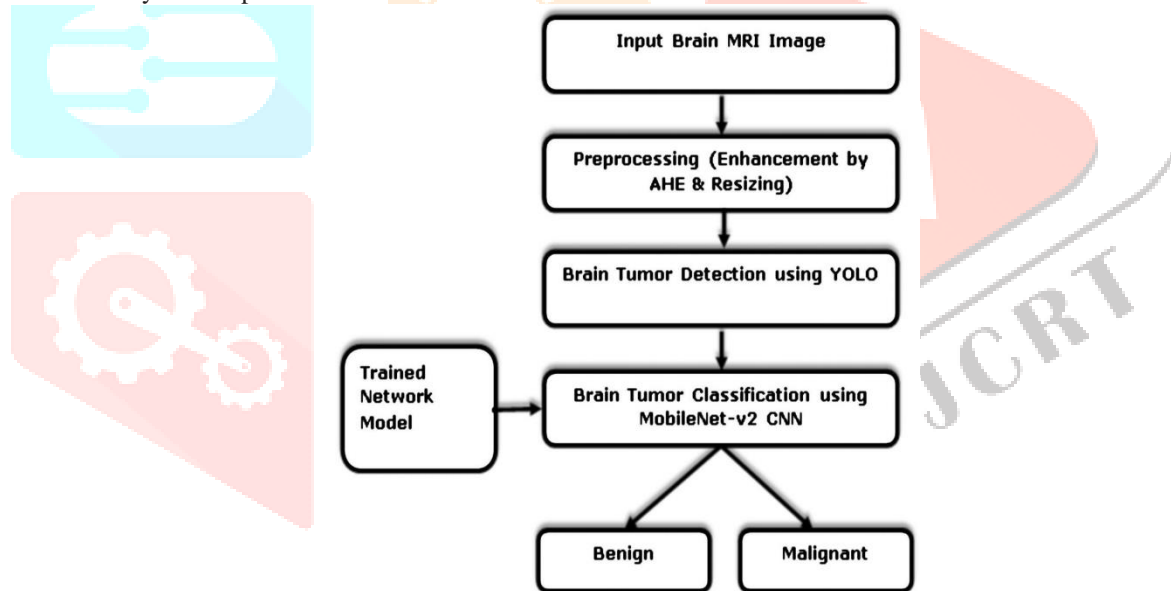 Input Brain MRI Image
Preprocessing (Enhancement by
AHE & Resizing)
Brain Tumor Detection using YOLO
Trained
Network
Model
Brain Tumor Classification using
MobileNet-v2 CNN
Benign
Malignant
JCRT